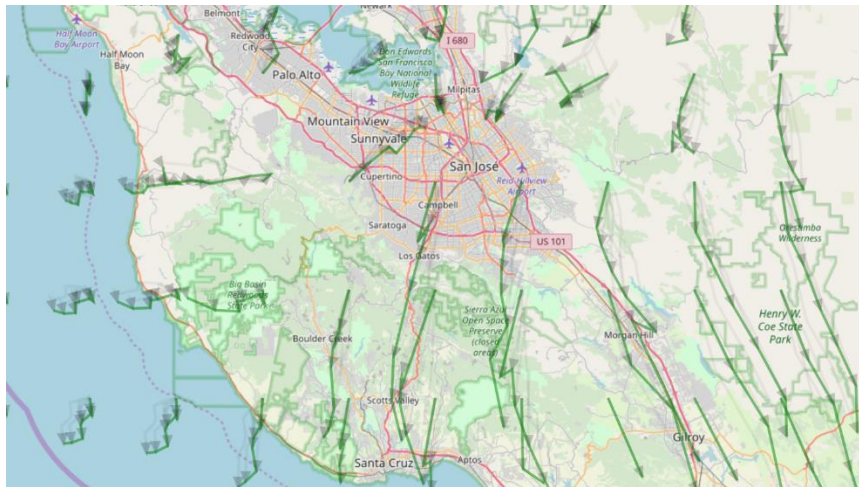 Belmont
Newark
Redwood
City
Half Moon
Bay Airport
Half Moon
Bay
I 680
Don Edwards
San Francisco
Bay National
Wildlife
Refuge
Palo Alto
Milpitas
Mountain View
Sunnyvale
San José
Cupertino
Reid-Hillview
Airport
Campbell
Saratoga
US 101
Los Gatos
Orestimba
Wilderness
Big Basin
Redwoods
State Park
Sierra Azul
Open Space
Preserve
(closed
areas)
Boulder Creek
Morgan Hill
Henry W.
Coe State
Park
Scotts Valley
Gilroy
Santa Cruz
Aptos